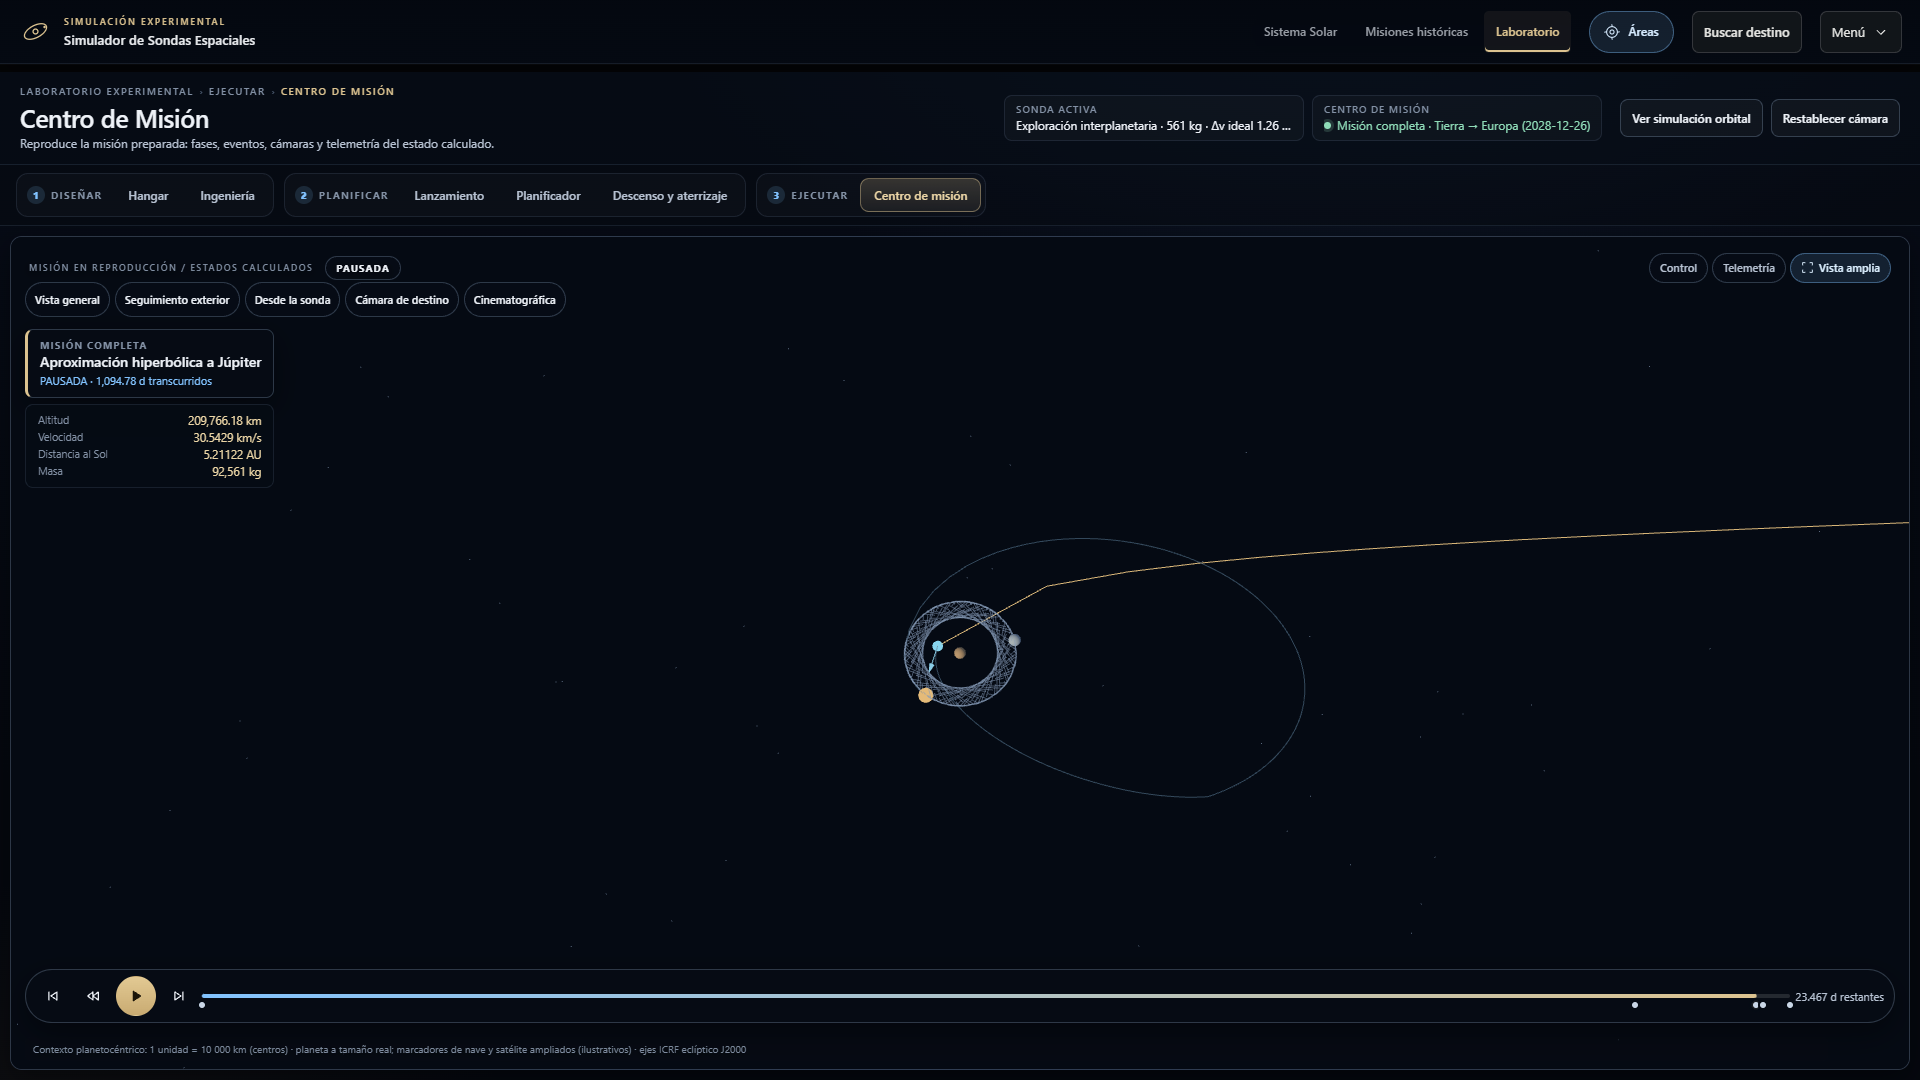 SIMULACIÓN EXPERIMENTAL
Simulador de Sondas Espaciales
Sistema Solar
Misiones históricas
Laboratorio
Áreas
Buscar destino
Menú
LABORATORIO EXPERIMENTAL › EJECUTAR › CENTRO DE MISIÓN
Centro de Misión
Reproduce la misión preparada: fases, eventos, cámaras y telemetría del estado calculado.
SONDA ACTIVA
Exploración interplanetaria · 561 kg · Δv ideal 1.26 ...
CENTRO DE MISIÓN
Misión completa · Tierra → Europa (2028-12-26)
Ver simulación orbital
Restablecer cámara
1 DISEÑAR
Hangar
Ingeniería
2 PLANIFICAR
Lanzamiento
Planificador
Descenso y aterrizaje
3 EJECUTAR
Centro de misión
MISIÓN EN REPRODUCCIÓN / ESTADOS CALCULADOS
PAUSADA
Control
Telemetría
Vista amplia
Vista general
Seguimiento exterior
Desde la sonda
Cámara de destino
Cinematográfica
MISIÓN COMPLETA
Aproximación hiperbólica a Júpiter
PAUSADA · 1,094.78 d transcurridos
Altitud 209,766.18 km
Velocidad 30.5429 km/s
Distancia al Sol 5.21122 AU
Masa 92,561 kg
23.467 d restantes
Contexto planetocéntrico: 1 unidad = 10 000 km (centros) · planeta a tamaño real; marcadores de nave y satélite ampliados (ilustrativos) · ejes ICRF eclíptico J2000